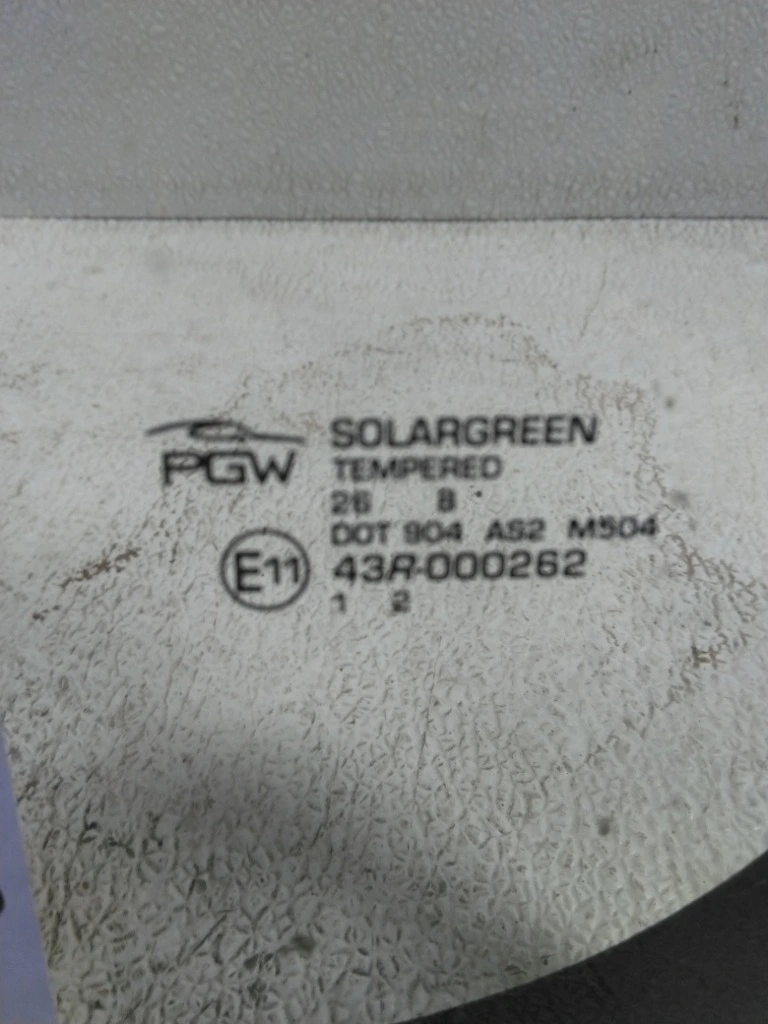 PGW
SOLARGREEN
TEMPERED
26 8
DOT 904 AS2 M504
E11 43R-000262
1 2